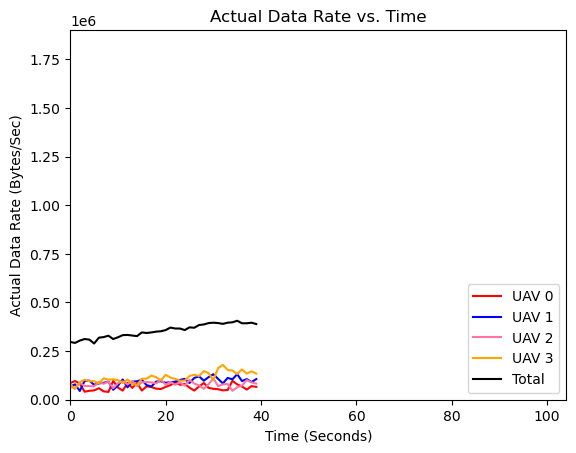 Actual Data Rate vs. Time
1e6
1.75
1.50
1.25
1.00
0.75
0.50
0.25
0.00
Actual Data Rate (Bytes/Sec)
0 20 40 60 80 100
Time (Seconds)
UAV 0
UAV 1
UAV 2
UAV 3
Total